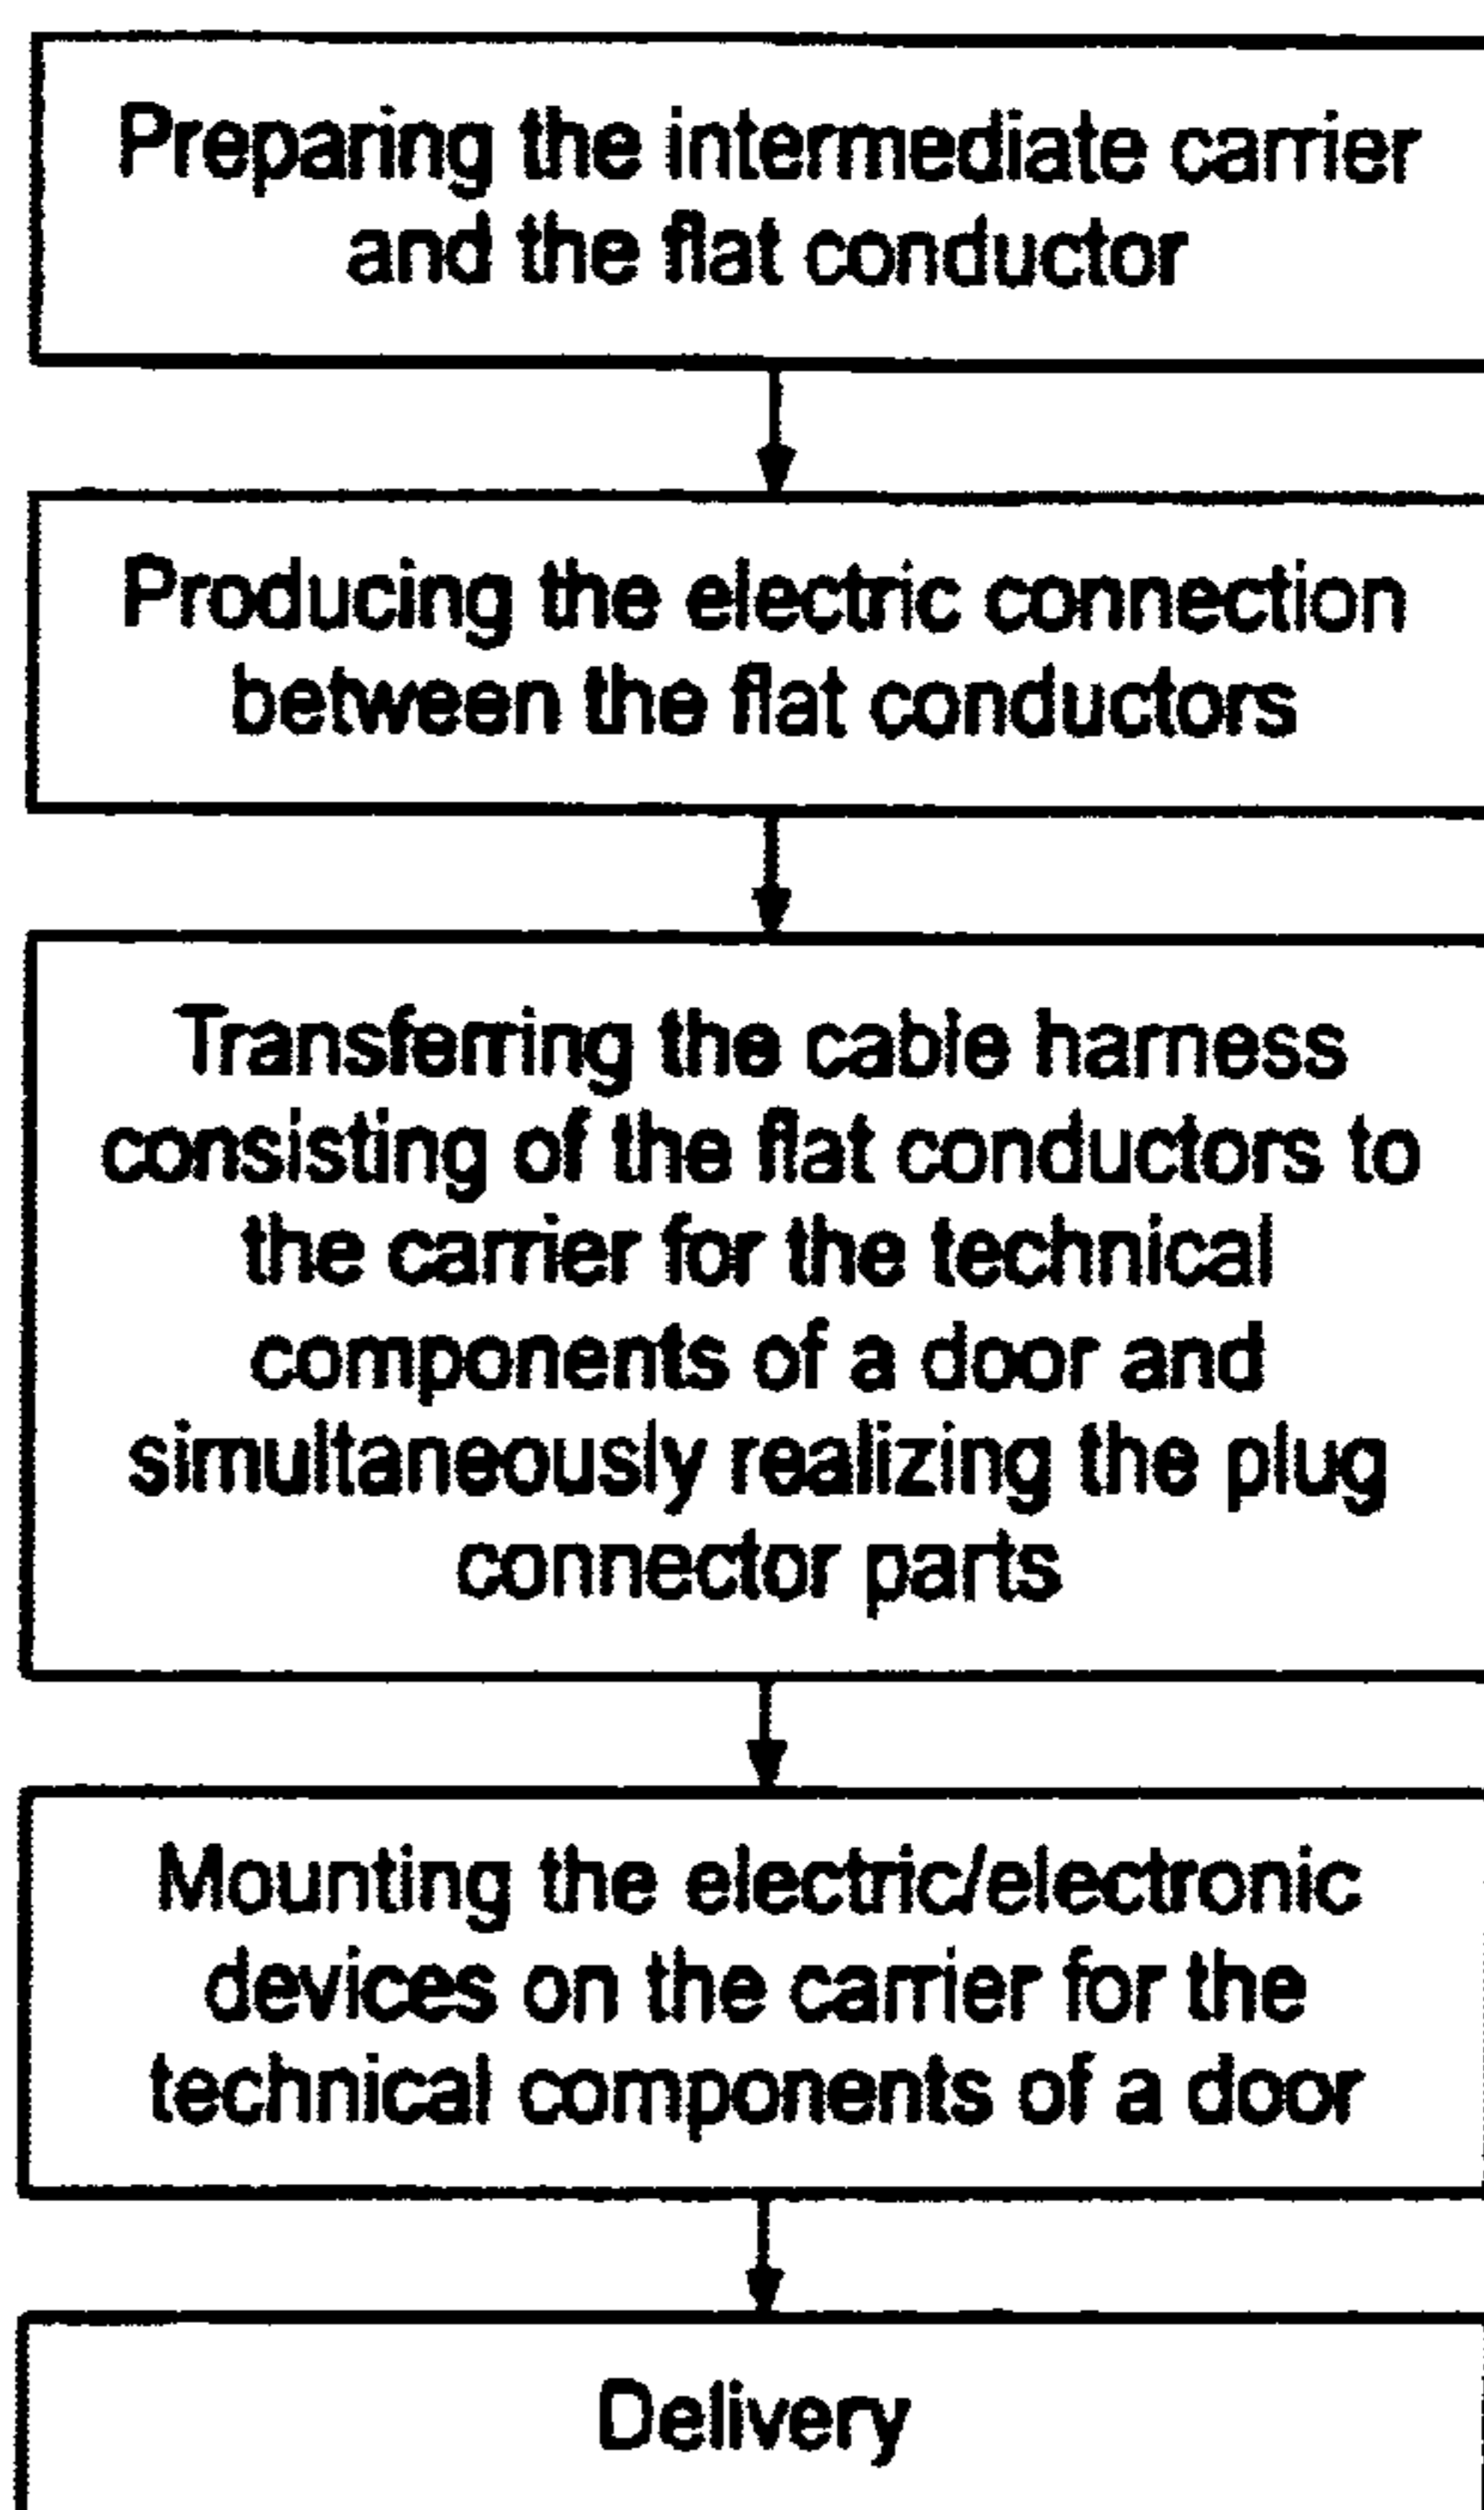 Preparing the intermediate carrier
and the flat conductor
Producing the electric connection
between the flat conductors
Transferring the cable harness
consisting of the flat conductors to
the carrier for the technical
components of a door and
simultaneously realizing the plug
connector parts
Mounting the electric/electronic
devices on the carrier for the
technical components of a door
Delivery